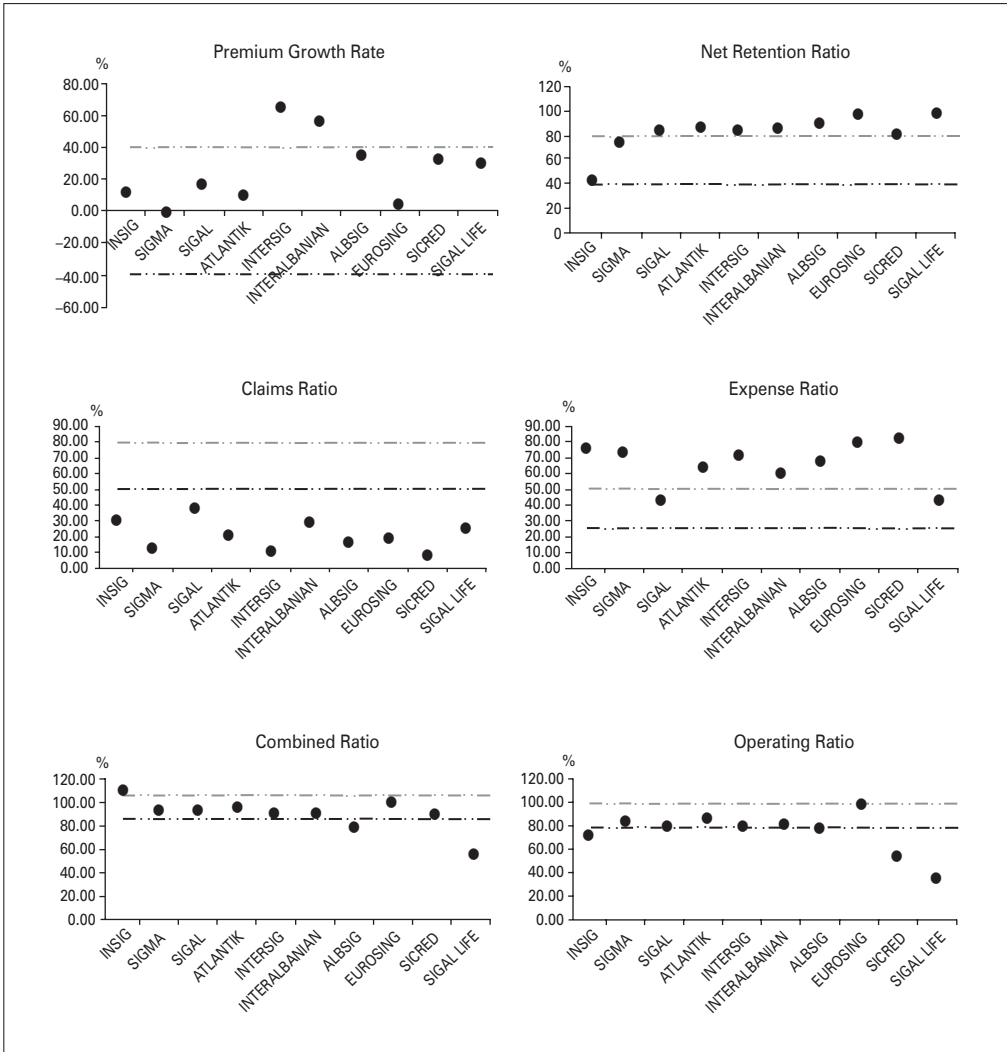 Premium Growth Rate
%
80.00
60.00
40.00
20.00
0.00
–20.00
–40.00
–60.00
INSIG
SIGMA
SIGAL
ATLANTIK
INTERSIG
INTERALBANIAN
ALBSIG
EUROSING
SICRED
SIGAL LIFE
Net Retention Ratio
%
120
100
80
60
40
20
0
INSIG
SIGMA
SIGAL
ATLANTIK
INTERSIG
INTERALBANIAN
ALBSIG
EUROSING
SICRED
SIGAL LIFE
Claims Ratio
%
90.00
80.00
70.00
60.00
50.00
40.00
30.00
20.00
10.00
0.00
INSIG
SIGMA
SIGAL
ATLANTIK
INTERSIG
INTERALBANIAN
ALBSIG
EUROSING
SICRED
SIGAL LIFE
Expense Ratio
%
90.00
80.00
70.00
60.00
50.00
40.00
30.00
20.00
10.00
0.00
INSIG
SIGMA
SIGAL
ATLANTIK
INTERSIG
INTERALBANIAN
ALBSIG
EUROSING
SICRED
SIGAL LIFE
Combined Ratio
%
120.00
100.00
80.00
60.00
40.00
20.00
0.00
INSIG
SIGMA
SIGAL
ATLANTIK
INTERSIG
INTERALBANIAN
ALBSIG
EUROSING
SICRED
SIGAL LIFE
Operating Ratio
%
120.00
100.00
80.00
60.00
40.00
20.00
0.00
INSIG
SIGMA
SIGAL
ATLANTIK
INTERSIG
INTERALBANIAN
ALBSIG
EUROSING
SICRED
SIGAL LIFE